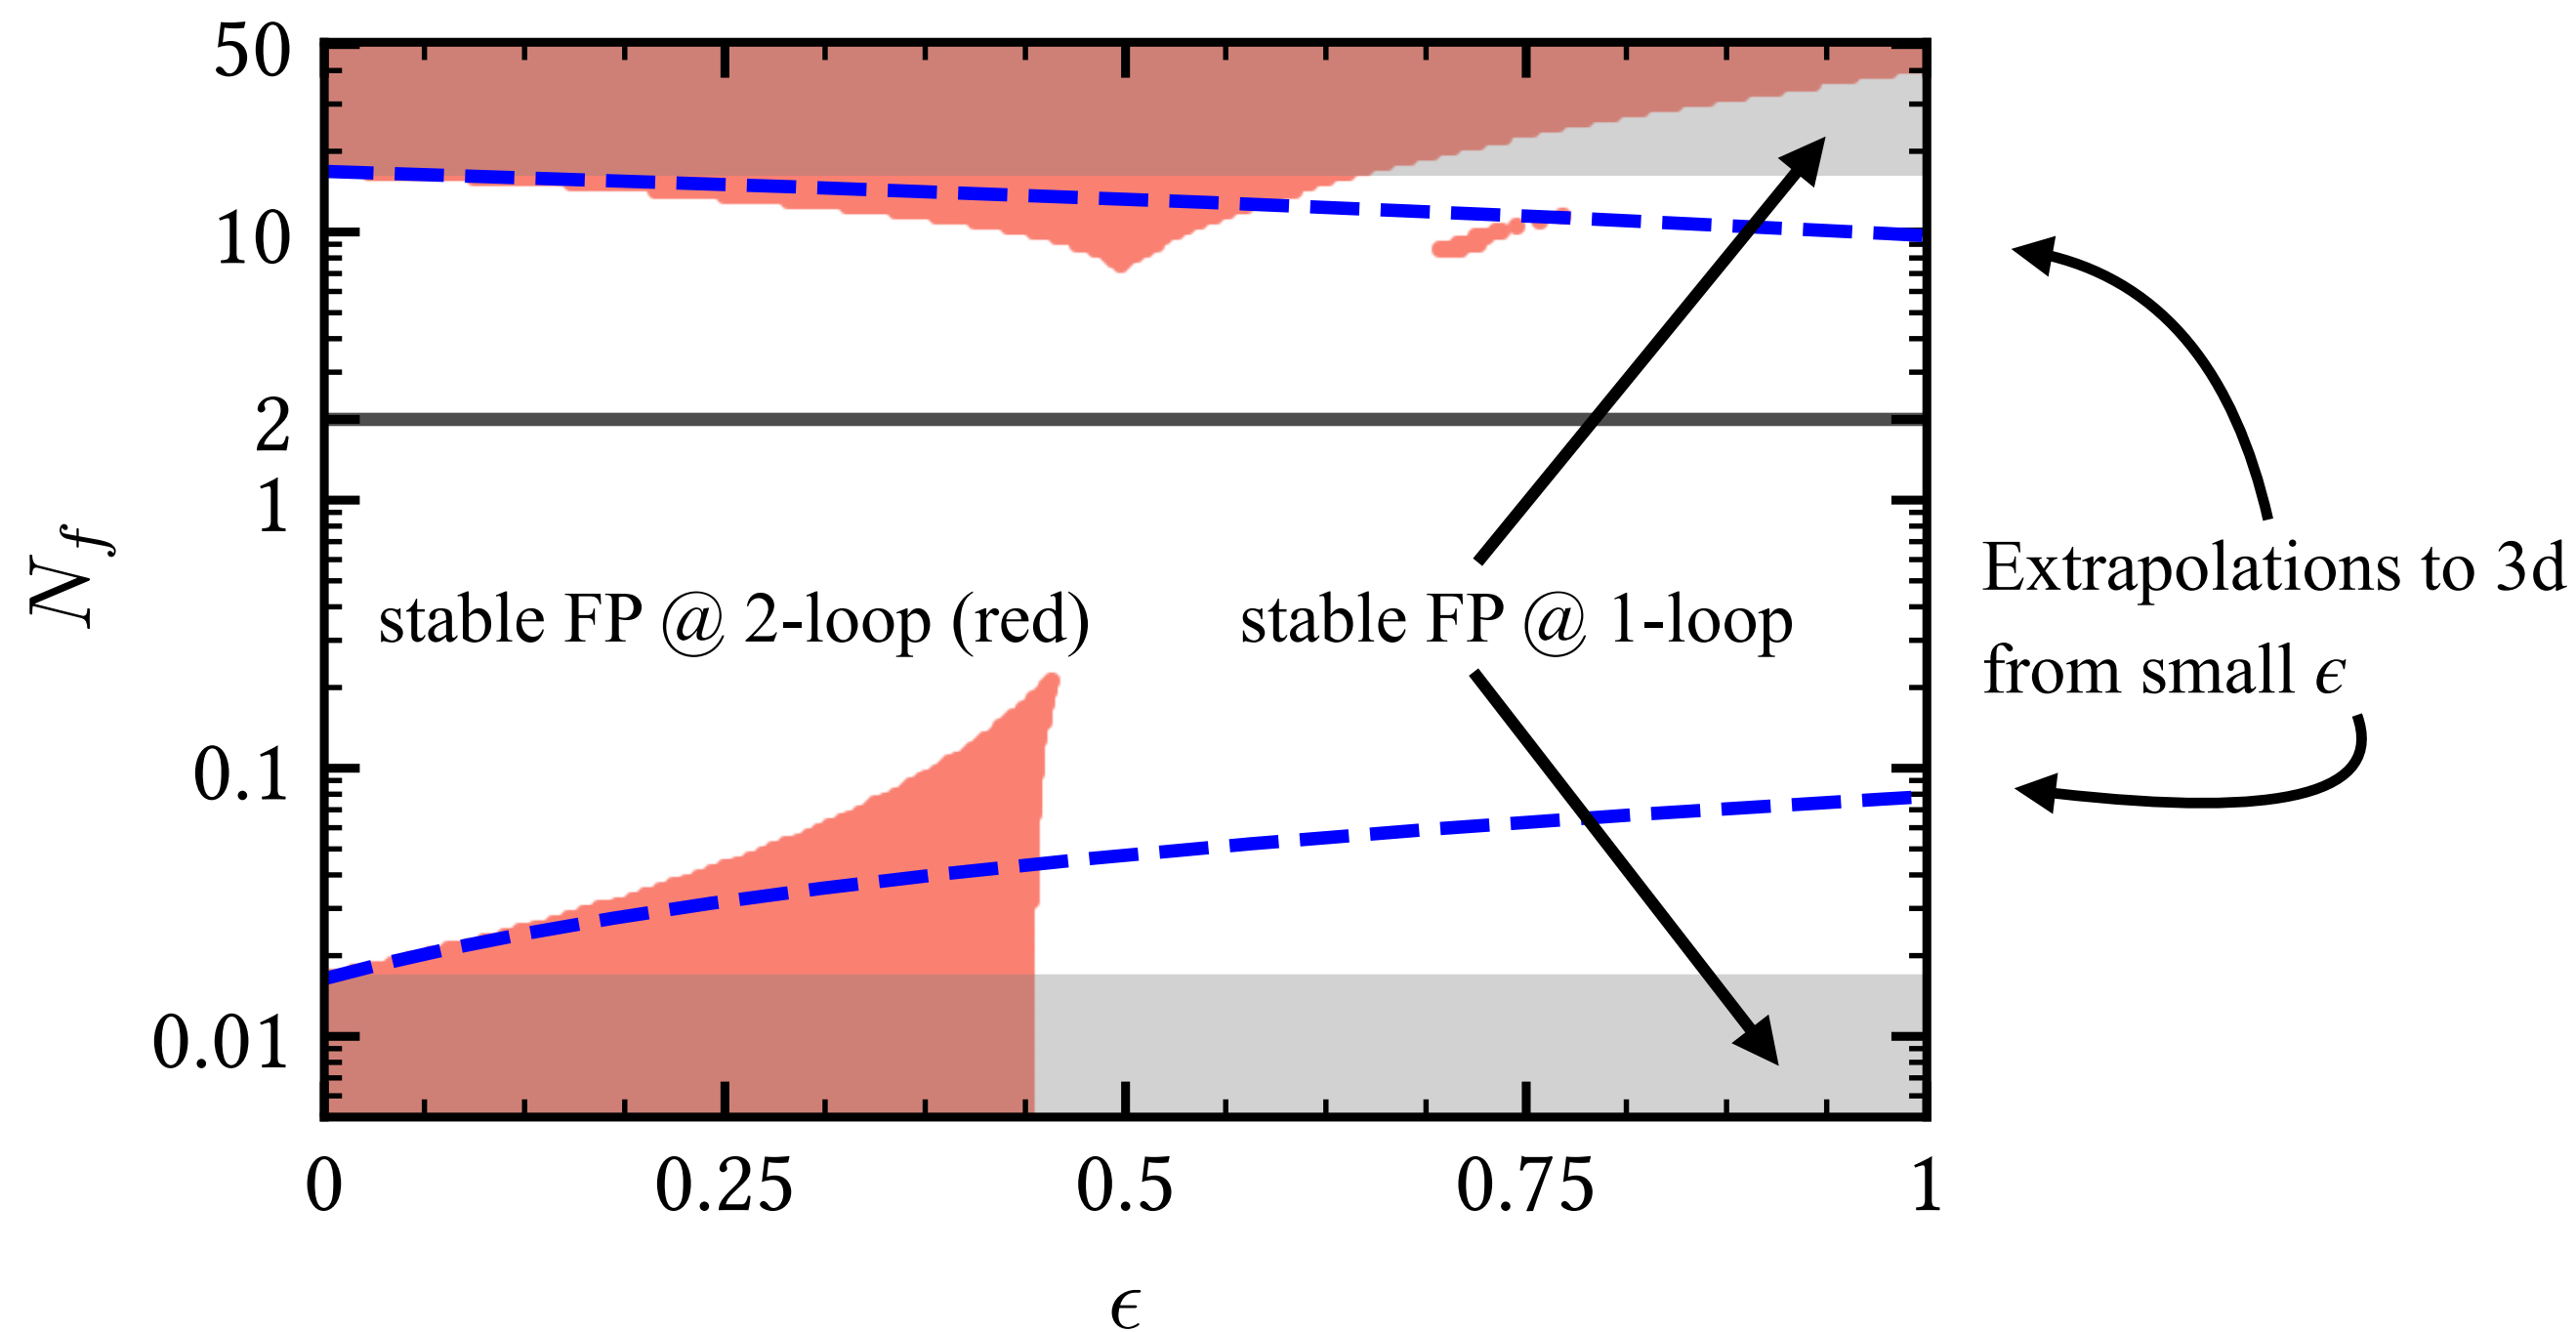 50
10
2
1
0.1
0.01
N_f
stable FP @ 2-loop (red)
stable FP @ 1-loop
Extrapolations to 3d
from small ϵ
0 0.25 0.5 0.75 1
ϵ